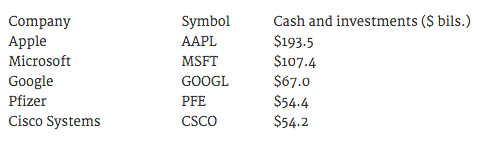 Company Symbol Cash and investments ($ bils.)
Apple AAPL $193.5
Microsoft MSFT $107.4
Google GOOGL $67.0
Pfizer PFE $54.4
Cisco Systems CSCO $54.2